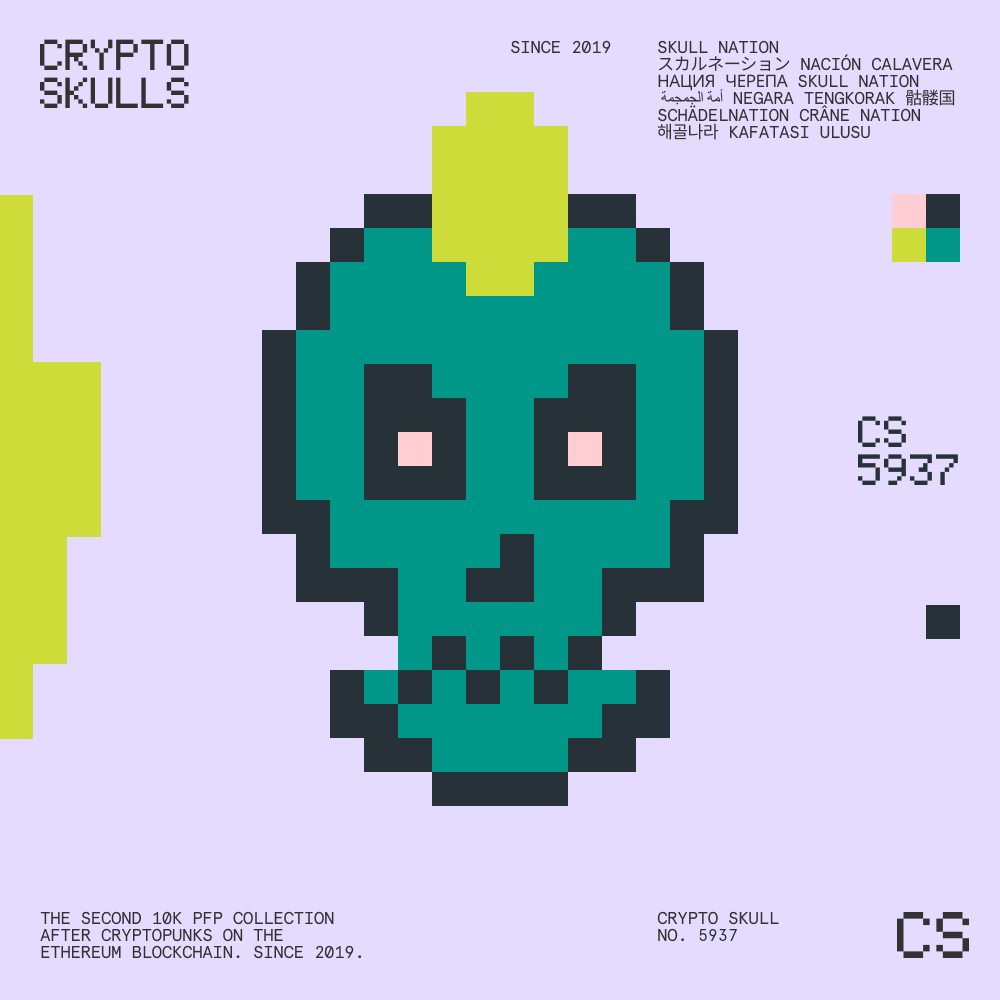 CRYPTO
SKULLS
SINCE 2019
SKULL NATION
スカルネーション NACIÓN CALAVERA
НАЦИЯ ЧЕРЕПА SKULL NATION
أمة الجمجمة NEGARA TENGKORAK 骷髅国
SCHÄDELNATION CRÂNE NATION
해골나라 KAFATASI ULUSU
CS
5937
THE SECOND 10K PFP COLLECTION
AFTER CRYPTOPUNKS ON THE
ETHEREUM BLOCKCHAIN. SINCE 2019.
CRYPTO SKULL
NO. 5937
CS